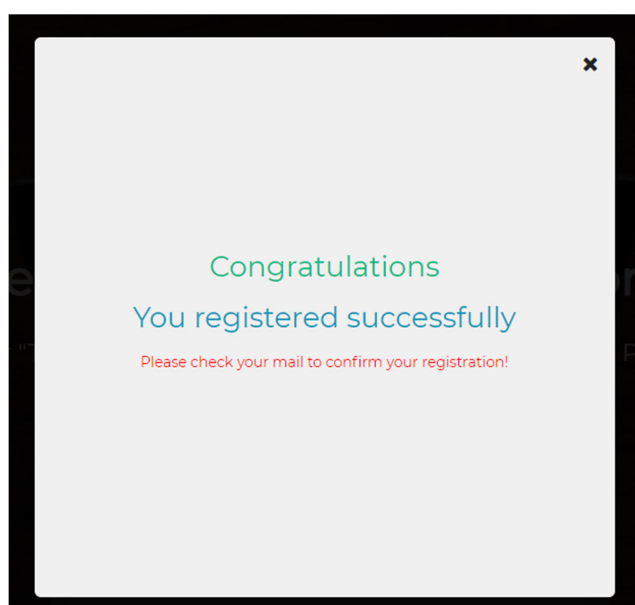 Congratulations
You registered successfully
Please check your mail to confirm your registration!